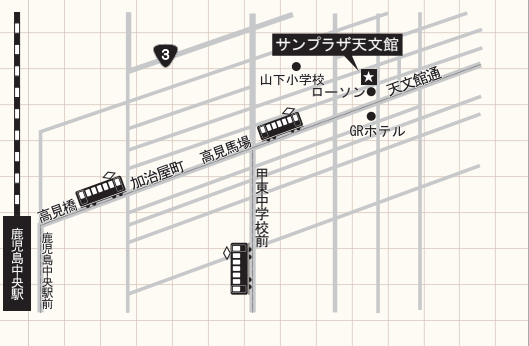 3
サンプラザ天文館
山下小学校
ローソン
天文館通
GRホテル
高見馬場
加治屋町
高見橋
甲東中学校前
鹿児島中央駅
鹿児島中央駅前